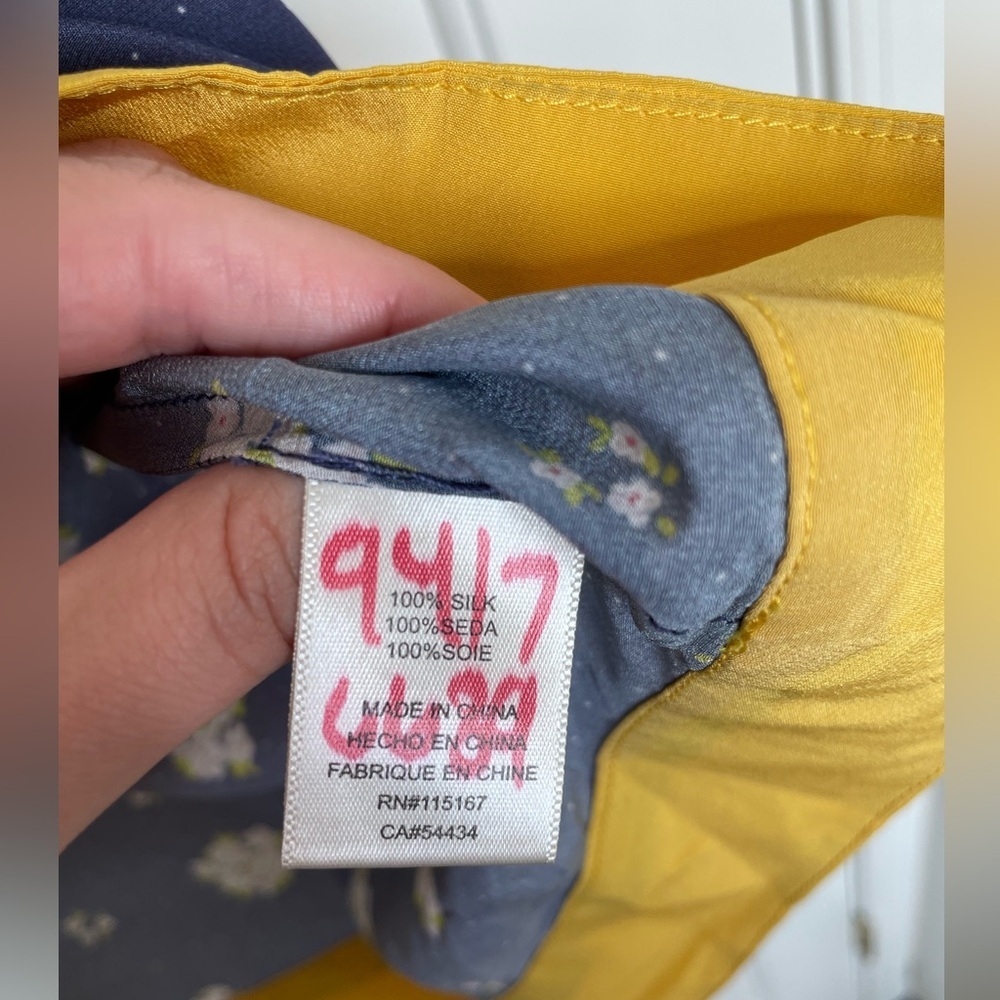 9417
100% SILK
100%SEDA
100%SOIE
MADE IN CHINA
HECHO EN CHINA
FABRIQUE EN CHINE
RN#115167
CA#54434